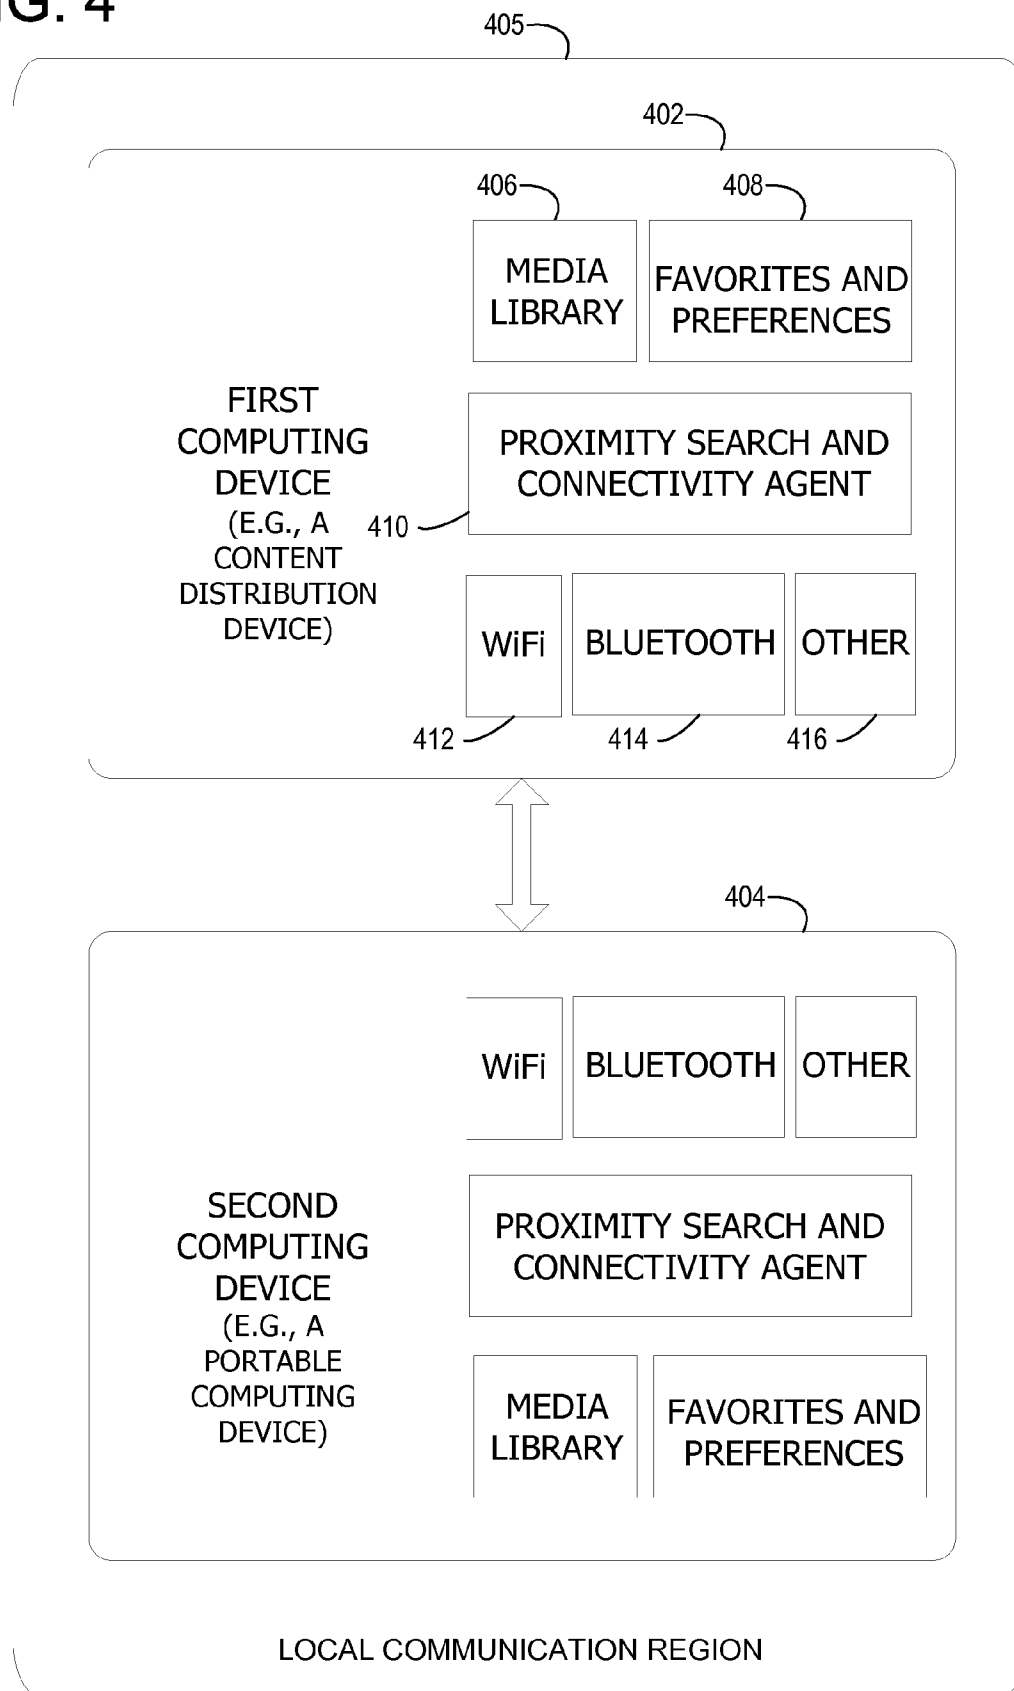 FIG. 4
405
402
406
408
MEDIA
LIBRARY
FAVORITES AND
PREFERENCES
FIRST
COMPUTING
DEVICE
(E.G., A
CONTENT
DISTRIBUTION
DEVICE)
PROXIMITY SEARCH AND
CONNECTIVITY AGENT
410
WiFi
BLUETOOTH
OTHER
412
414
416
404
WiFi
BLUETOOTH
OTHER
SECOND
COMPUTING
DEVICE
(E.G., A
PORTABLE
COMPUTING
DEVICE)
PROXIMITY SEARCH AND
CONNECTIVITY AGENT
MEDIA
LIBRARY
FAVORITES AND
PREFERENCES
LOCAL COMMUNICATION REGION